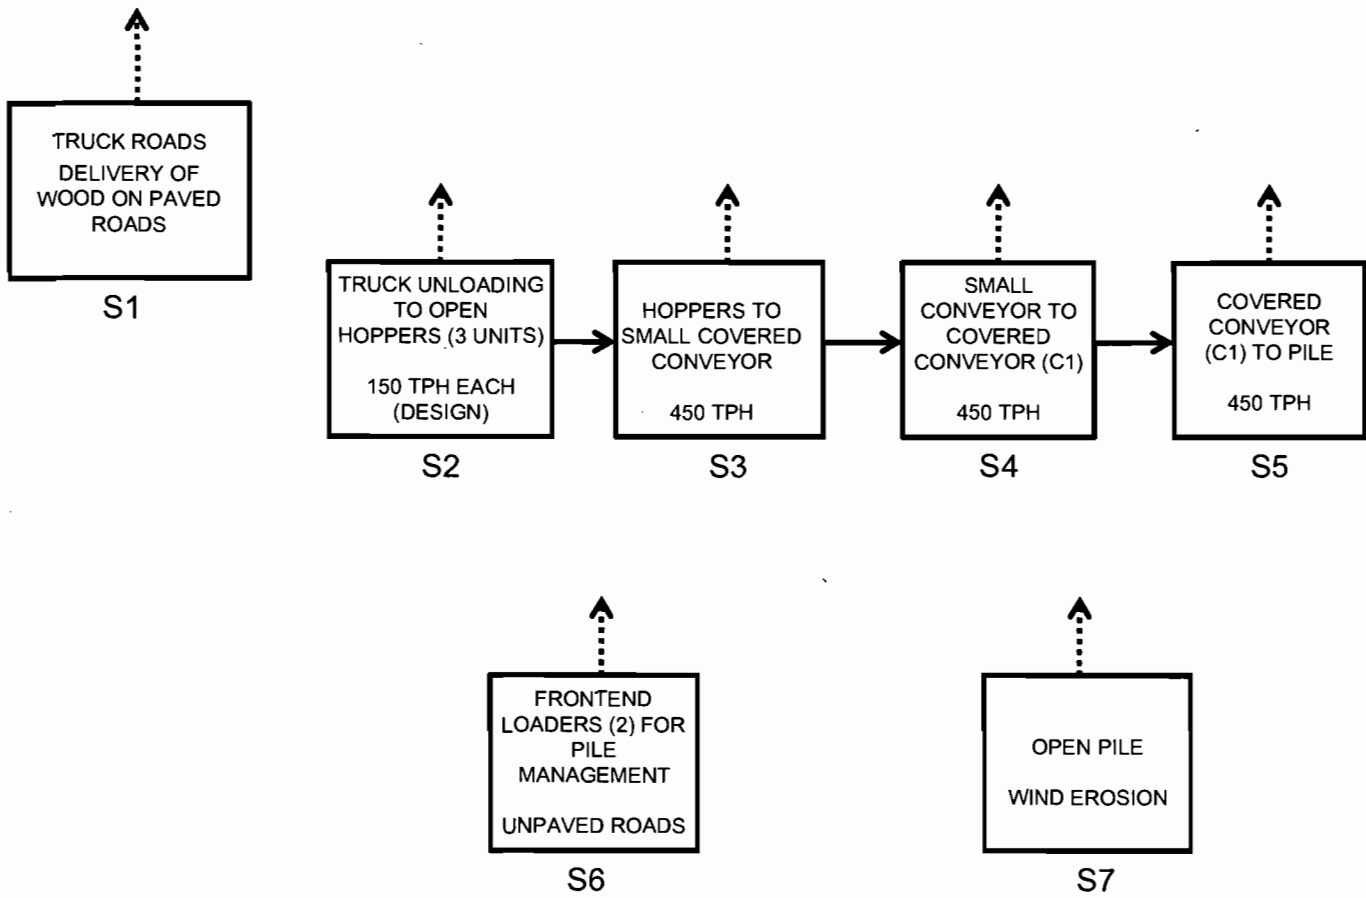 TRUCK ROADS
DELIVERY OF
WOOD ON PAVED
ROADS
S1
TRUCK UNLOADING
TO OPEN
HOPPERS (3 UNITS)
150 TPH EACH
(DESIGN)
S2
HOPPERS TO
SMALL COVERED
CONVEYOR
450 TPH
S3
SMALL
CONVEYOR TO
COVERED
CONVEYOR (C1)
450 TPH
S4
COVERED
CONVEYOR
(C1) TO PILE
450 TPH
S5
FRONTEND
LOADERS (2) FOR
PILE
MANAGEMENT
UNPAVED ROADS
S6
OPEN PILE
WIND EROSION
S7